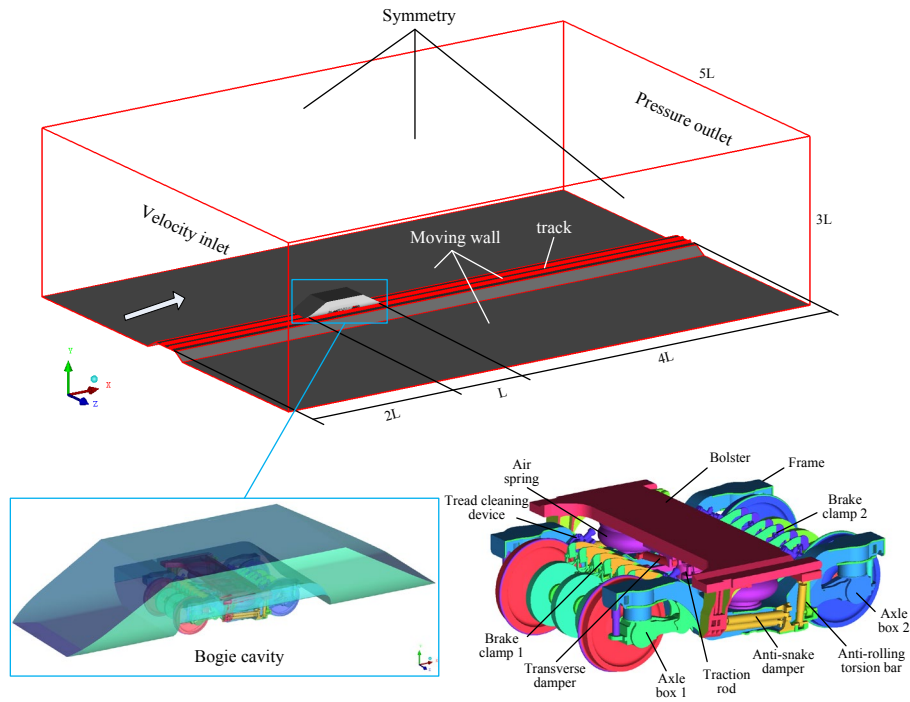 Symmetry
5L
Pressure outlet
3L
Velocity inlet
Moving wall
track
4L
L
2L
Y
X
Z
Bogie cavity
Air
spring
Bolster
Frame
Tread cleaning
device
Brake
clamp 2
Brake
clamp 1
Transverse
damper
Axle
box 1
Traction
rod
Anti-snake
damper
Anti-rolling
torsion bar
Axle
box 2